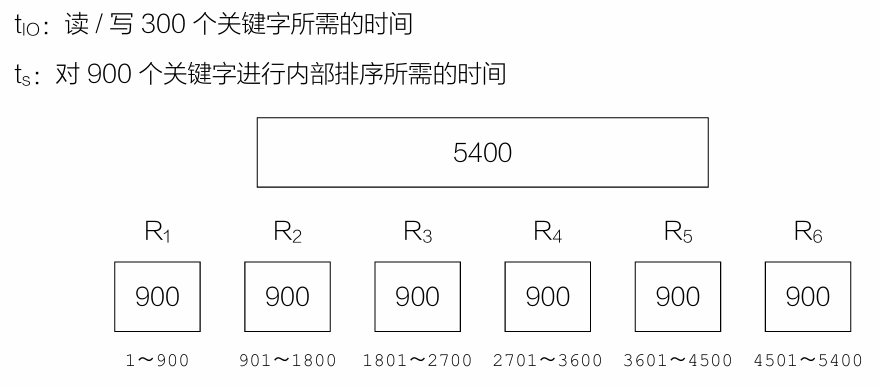 t_IO：读 / 写 300 个关键字所需的时间
t_s：对 900 个关键字进行内部排序所需的时间
5400
R₁ R₂ R₃ R₄ R₅ R₆
900 900 900 900 900 900
1～900 901～1800 1801～2700 2701～3600 3601～4500 4501～5400